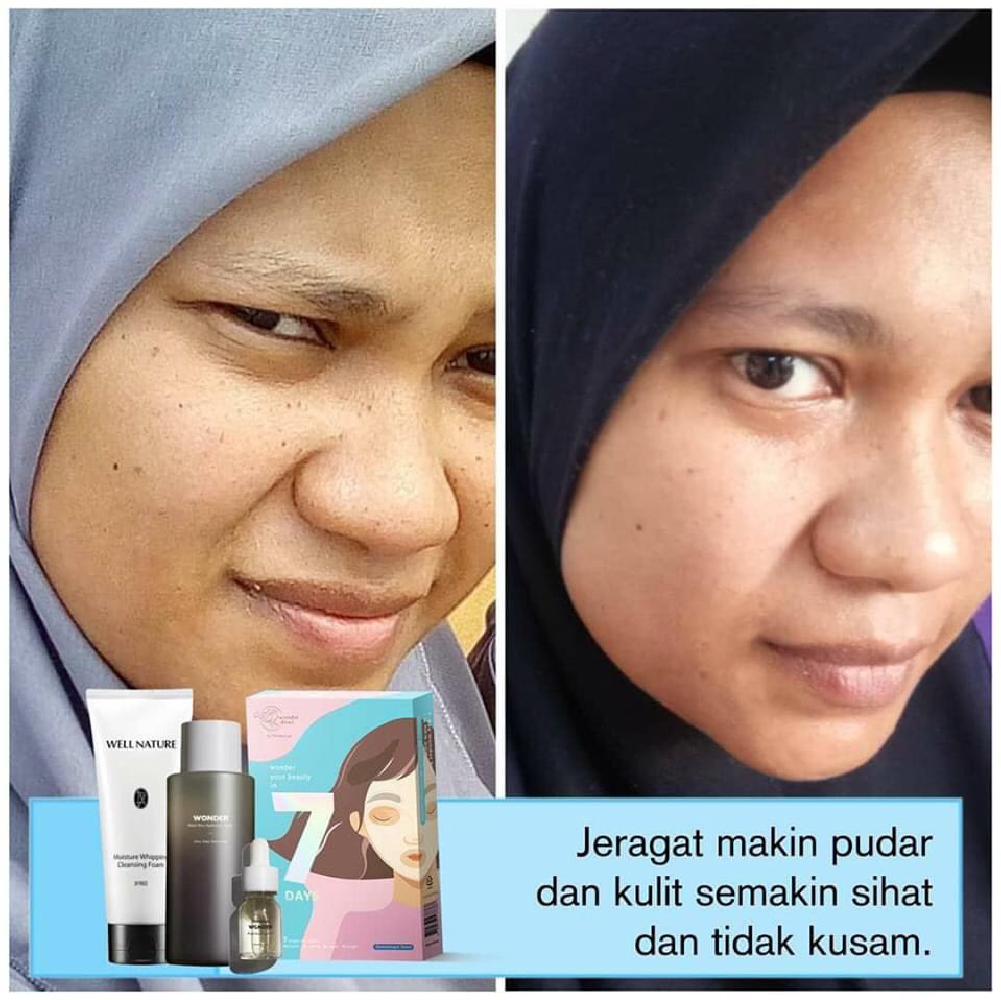 WELL NATURE
Moisture Whipping
Cleansing Foam
WONDER
WONDER
wonder
your beauty
in
7
DAYS
Jeragat makin pudar
dan kulit semakin sihat
dan tidak kusam.